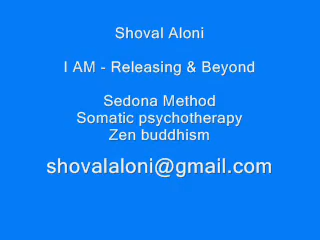 Shoval Aloni
I AM - Releasing & Beyond
Sedona Method
Somatic psychotherapy
Zen buddhism
shovalaloni@gmail.com